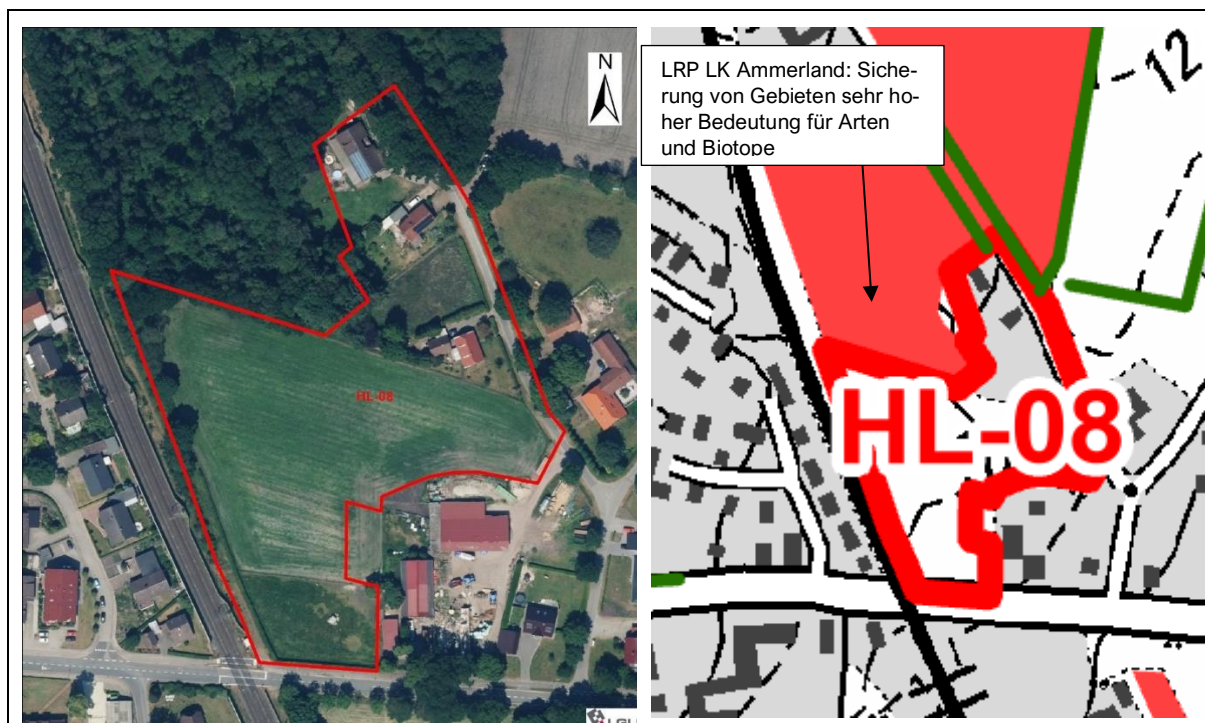 N
HL-08
LGLN
LRP LK Ammerland: Siche-
rung von Gebieten sehr ho-
her Bedeutung für Arten
und Biotope
12
HL-08